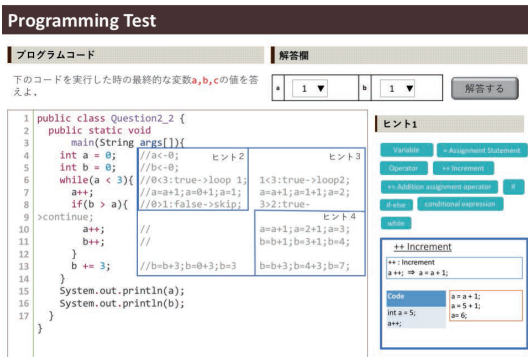 Programming Test
プログラムコード
解答欄
下のコードを実行した時の最終的な変数a,b,cの値を答
えよ.
a 1 ▼ b 1 ▼ 解答する
1 public class Question2_2 {
2 public static void
3 main(String args[]){
4 int a = 0; //a<-0; ヒント2 ヒント3
5 int b = 0; //b<-0;
6 while(a < 3){ //0<3:true->loop 1; 1<3:true->loop2;
7 a++; //a=a+1;a=0+1;a=1; a=a+1;a=1+1;a=2;
8 if(b > a){ //0>1:false->skip; 3>2:true-
9 >continue; ヒント4
10 a++; // a=a+1;a=2+1;a=3;
11 b++; // b=b+1;b=3+1;b=4;
12 }
13 b += 3; //b=b+3;b=0+3;b=3 b=b+3;b=4+3;b=7;
14 }
15 System.out.println(a);
16 System.out.println(b);
17 }
}
ヒント1
Variable = Assignment Statement
Operator ++ Increment
+= Addition assignment operator if
if-else conditional expression
while
++ Increment
++ : Increment
a ++; ⇒ a = a + 1;
Code
int a = 5;
a++;
a = a + 1;
a = 5 + 1;
a= 6;